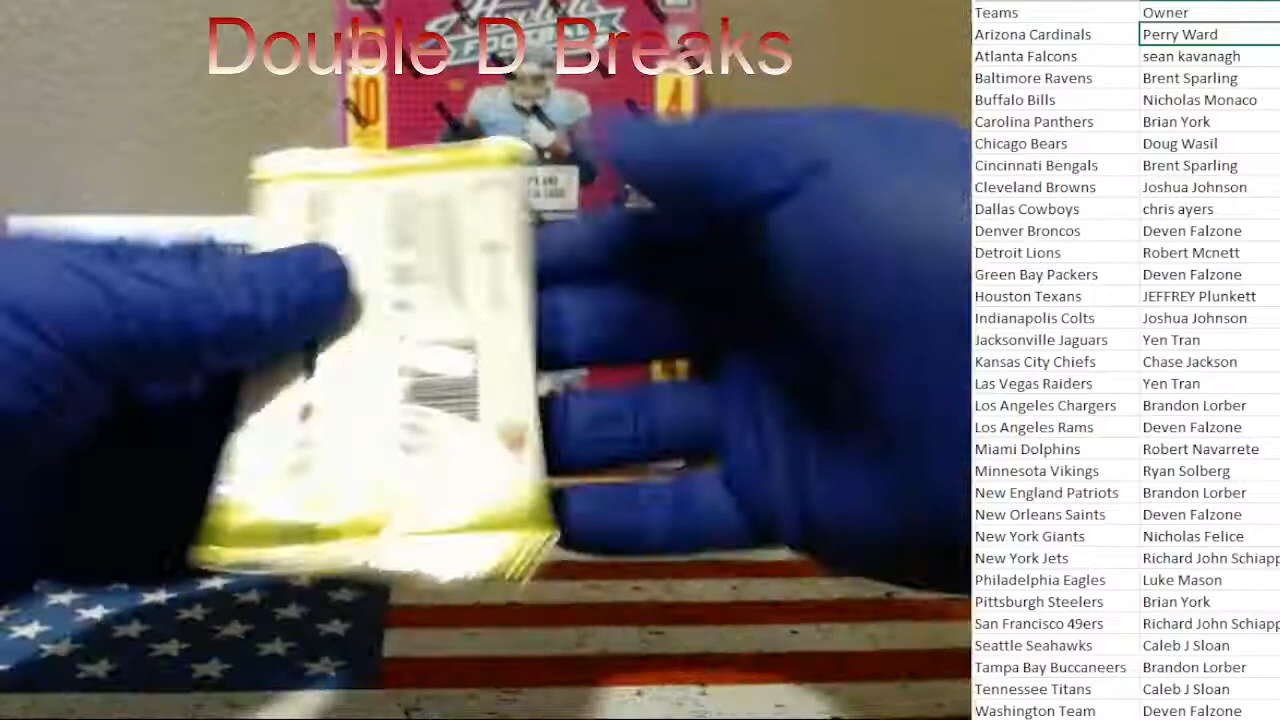 Double D Breaks
Absolute
FOOTBALL
10
4
Teams Owner
Arizona Cardinals Perry Ward
Atlanta Falcons sean kavanagh
Baltimore Ravens Brent Sparling
Buffalo Bills Nicholas Monaco
Carolina Panthers Brian York
Chicago Bears Doug Wasil
Cincinnati Bengals Brent Sparling
Cleveland Browns Joshua Johnson
Dallas Cowboys chris ayers
Denver Broncos Deven Falzone
Detroit Lions Robert Mcnett
Green Bay Packers Deven Falzone
Houston Texans JEFFREY Plunkett
Indianapolis Colts Joshua Johnson
Jacksonville Jaguars Yen Tran
Kansas City Chiefs Chase Jackson
Las Vegas Raiders Yen Tran
Los Angeles Chargers Brandon Lorber
Los Angeles Rams Deven Falzone
Miami Dolphins Robert Navarrete
Minnesota Vikings Ryan Solberg
New England Patriots Brandon Lorber
New Orleans Saints Deven Falzone
New York Giants Nicholas Felice
New York Jets Richard John Schiapp
Philadelphia Eagles Luke Mason
Pittsburgh Steelers Brian York
San Francisco 49ers Richard John Schiapp
Seattle Seahawks Caleb J Sloan
Tampa Bay Buccaneers Brandon Lorber
Tennessee Titans Caleb J Sloan
Washington Team Deven Falzone